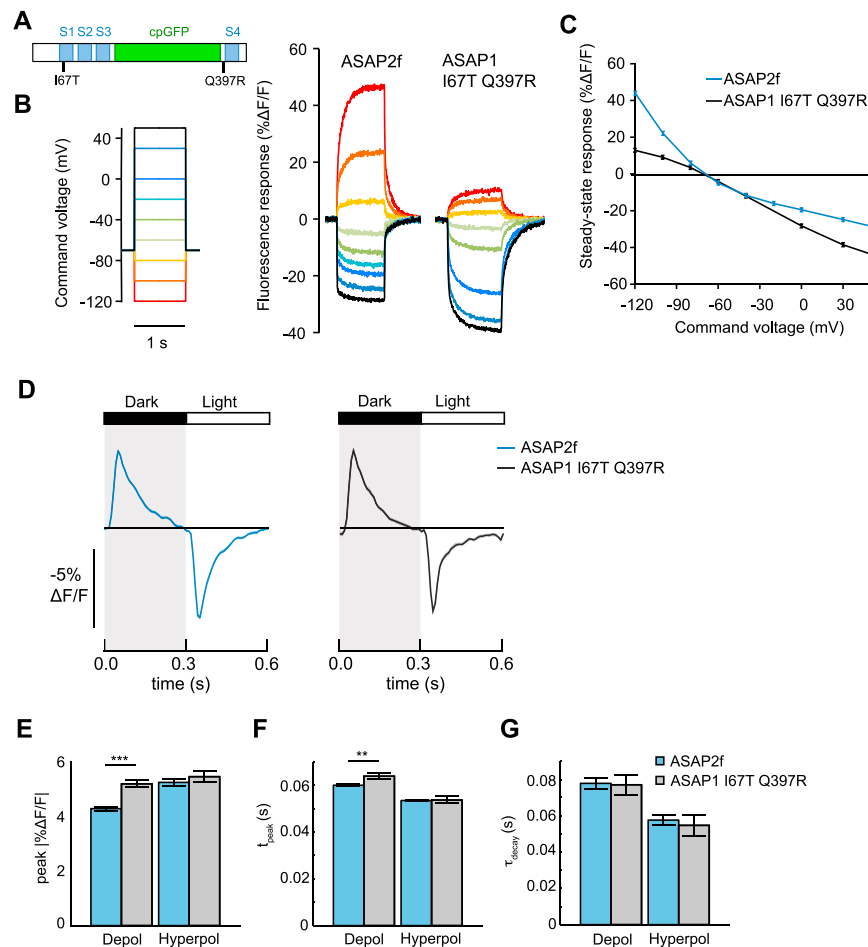 A
S1 S2 S3 cpGFP S4
I67T Q397R
B
Command voltage (mV)
40
0
-40
-80
-120
1 s
Fluorescence response (%ΔF/F)
60
40
20
0
-20
-40
ASAP2f
ASAP1
I67T Q397R
C
Steady-state response (%ΔF/F)
60
40
20
0
-20
-40
-60
-120 -90 -60 -30 0 30
Command voltage (mV)
ASAP2f
ASAP1 I67T Q397R
D
Dark Light
-5%
ΔF/F
0.0 0.3 0.6
time (s)
Dark Light
0.0 0.3 0.6
time (s)
ASAP2f
ASAP1 I67T Q397R
E
peak |%ΔF/F|
6
4
2
0
***
Depol Hyperpol
F
t_peak (s)
0.06
0.04
0.02
0
**
Depol Hyperpol
G
τ_decay (s)
0.08
0.06
0.04
0.02
0
Depol Hyperpol
ASAP2f
ASAP1 I67T Q397R